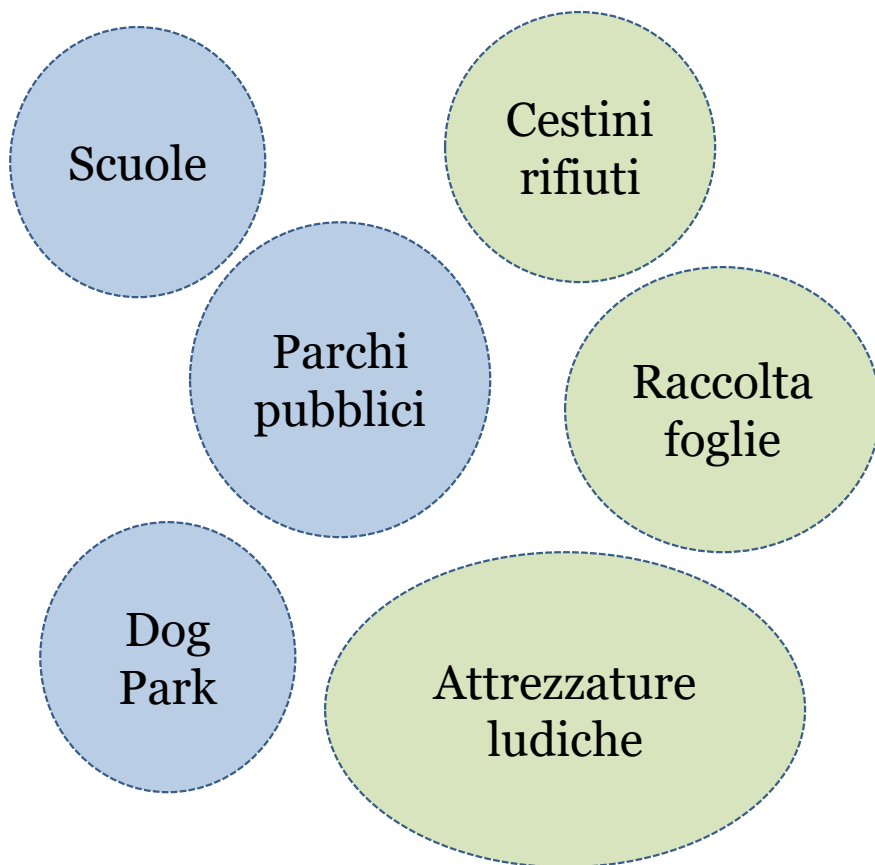 Scuole
Cestini
rifiuti
Parchi
pubblici
Raccolta
foglie
Dog
Park
Attrezzature
ludiche